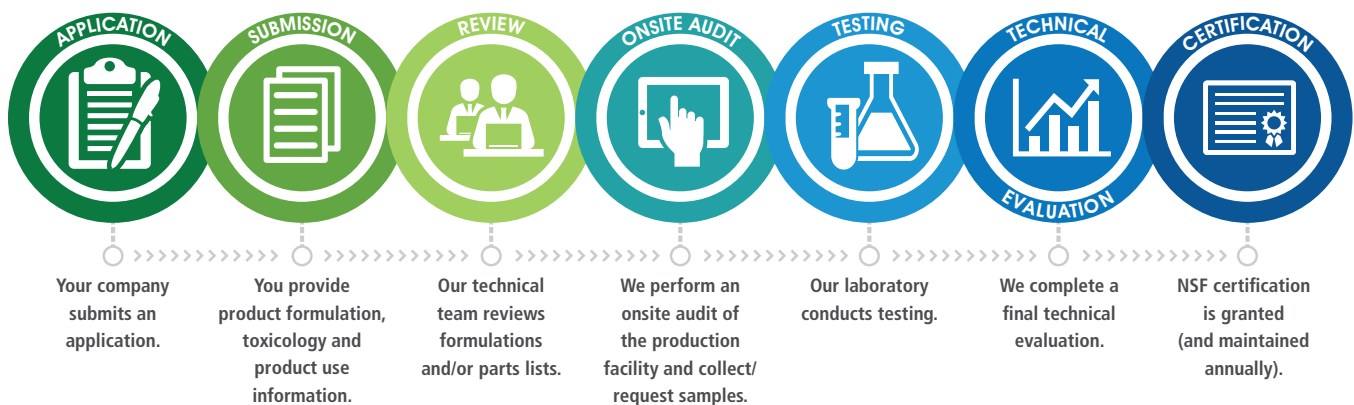 APPLICATION
Your company
submits an
application.
SUBMISSION
You provide
product formulation,
toxicology and
product use
information.
REVIEW
Our technical
team reviews
formulations
and/or parts lists.
ONSITE AUDIT
We perform an
onsite audit of
the production
facility and collect/
request samples.
TESTING
Our laboratory
conducts testing.
TECHNICAL
EVALUATION
We complete a
final technical
evaluation.
CERTIFICATION
NSF certification
is granted
(and maintained
annually).